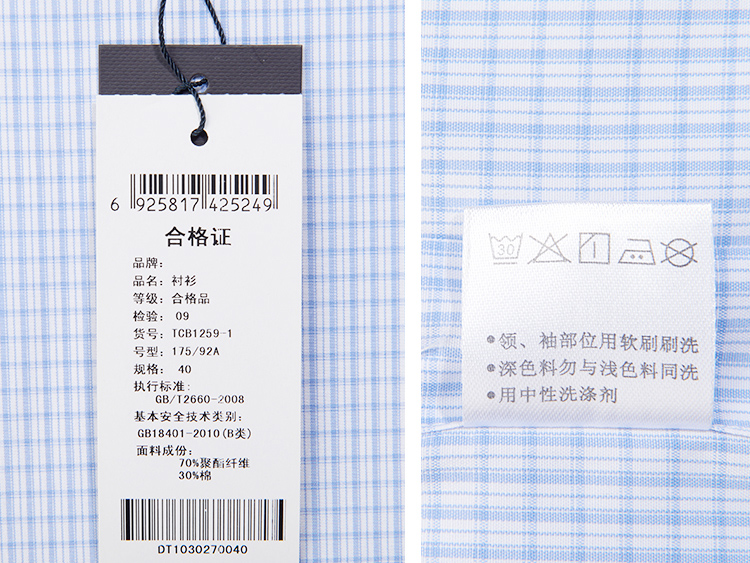 6 925817 425249
合格证
品牌:
品名: 衬衫
等级: 合格品
检验: 09
货号: TCB1259-1
号型: 175/92A
规格: 40
执行标准:
GB/T2660-2008
基本安全技术类别:
GB18401-2010(B类)
面料成份:
70%聚酯纤维
30%棉
DT1030270040
30
•领、袖部位用软刷刷洗
•深色料勿与浅色料同洗
•用中性洗涤剂